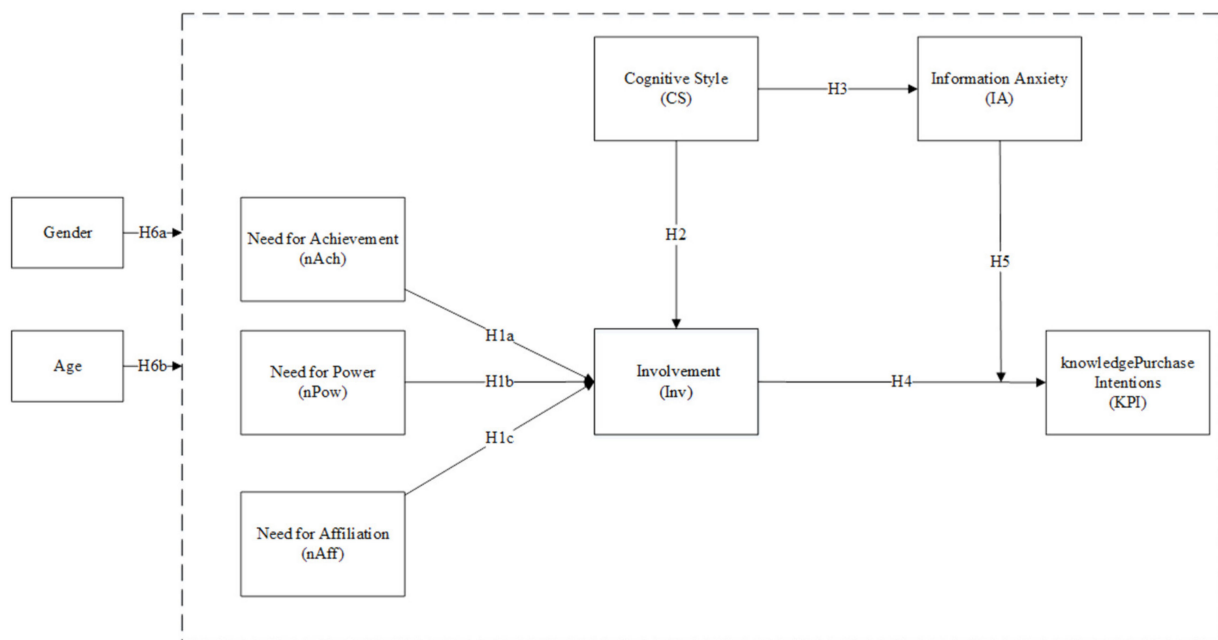 Cognitive Style
(CS)
H3
Information Anxiety
(IA)
Gender
H6a
Need for Achievement
(nAch)
H2
H5
Age
H6b
H1a
Need for Power
(nPow)
H1b
Involvement
(Inv)
H4
knowledgePurchase
Intentions
(KPI)
H1c
Need for Affiliation
(nAff)